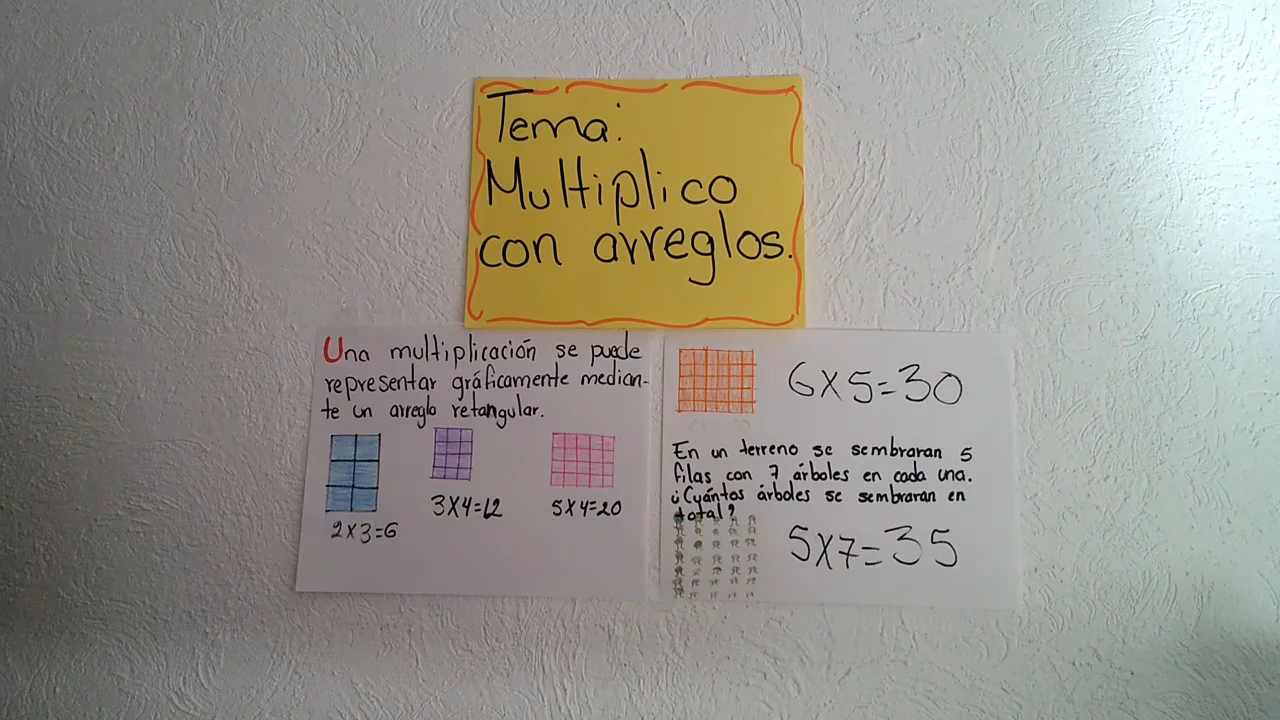 Tema:
Multiplico
con arreglos.
Una multiplicación se puede
representar gráficamente median-
te un arreglo retangular.
2x3=6
3x4=12
5x4=20
6x5=30
En un terreno se sembraran 5
filas con 7 árboles en cada una.
¿Cuántos árboles se sembraran en
total?
5x7=35